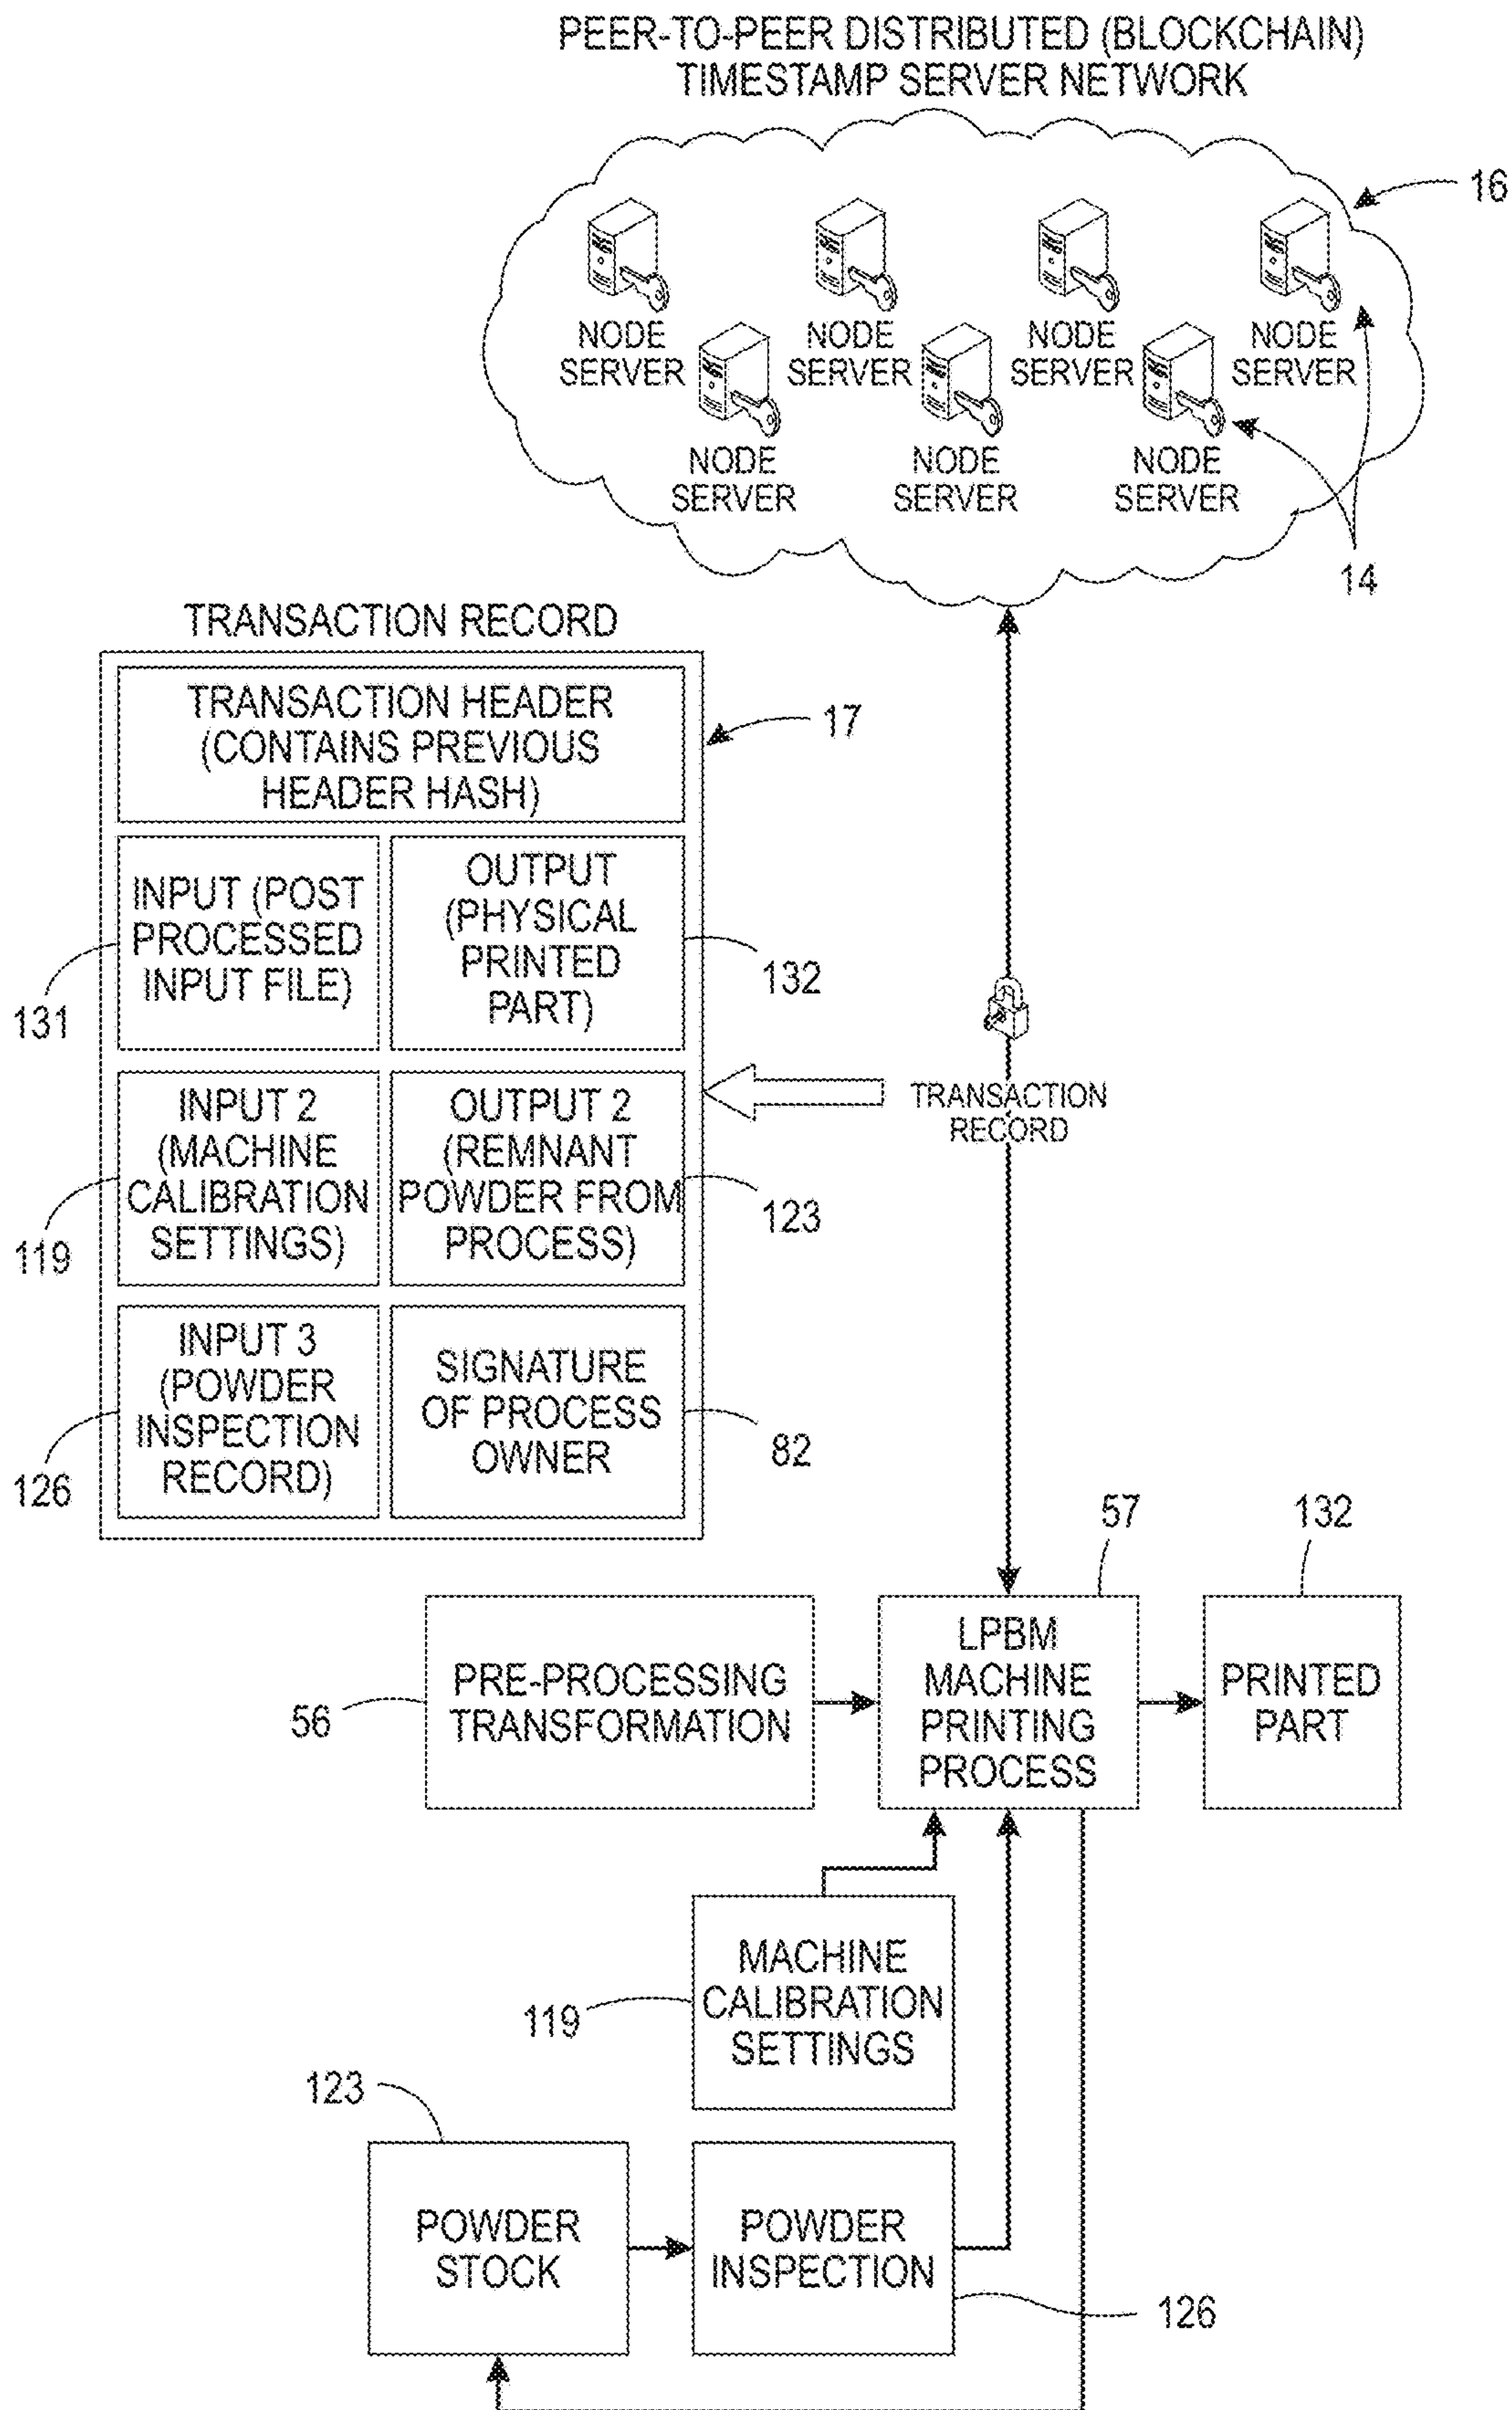 PEER-TO-PEER DISTRIBUTED (BLOCKCHAIN)
TIMESTAMP SERVER NETWORK
16
NODE
SERVER
NODE
SERVER
NODE
SERVER
NODE
SERVER
NODE
SERVER
NODE
SERVER
NODE
SERVER
14
TRANSACTION RECORD
TRANSACTION HEADER
(CONTAINS PREVIOUS
HEADER HASH)
17
INPUT (POST
PROCESSED
INPUT FILE)
131
OUTPUT
(PHYSICAL
PRINTED
PART)
132
INPUT 2
(MACHINE
CALIBRATION
SETTINGS)
119
OUTPUT 2
(REMNANT
POWDER FROM
PROCESS)
123
TRANSACTION
RECORD
INPUT 3
(POWDER
INSPECTION
RECORD)
126
SIGNATURE
OF PROCESS
OWNER
82
57
132
PRE-PROCESSING
TRANSFORMATION
56
LPBM
MACHINE
PRINTING
PROCESS
PRINTED
PART
MACHINE
CALIBRATION
SETTINGS
119
123
POWDER
STOCK
POWDER
INSPECTION
126